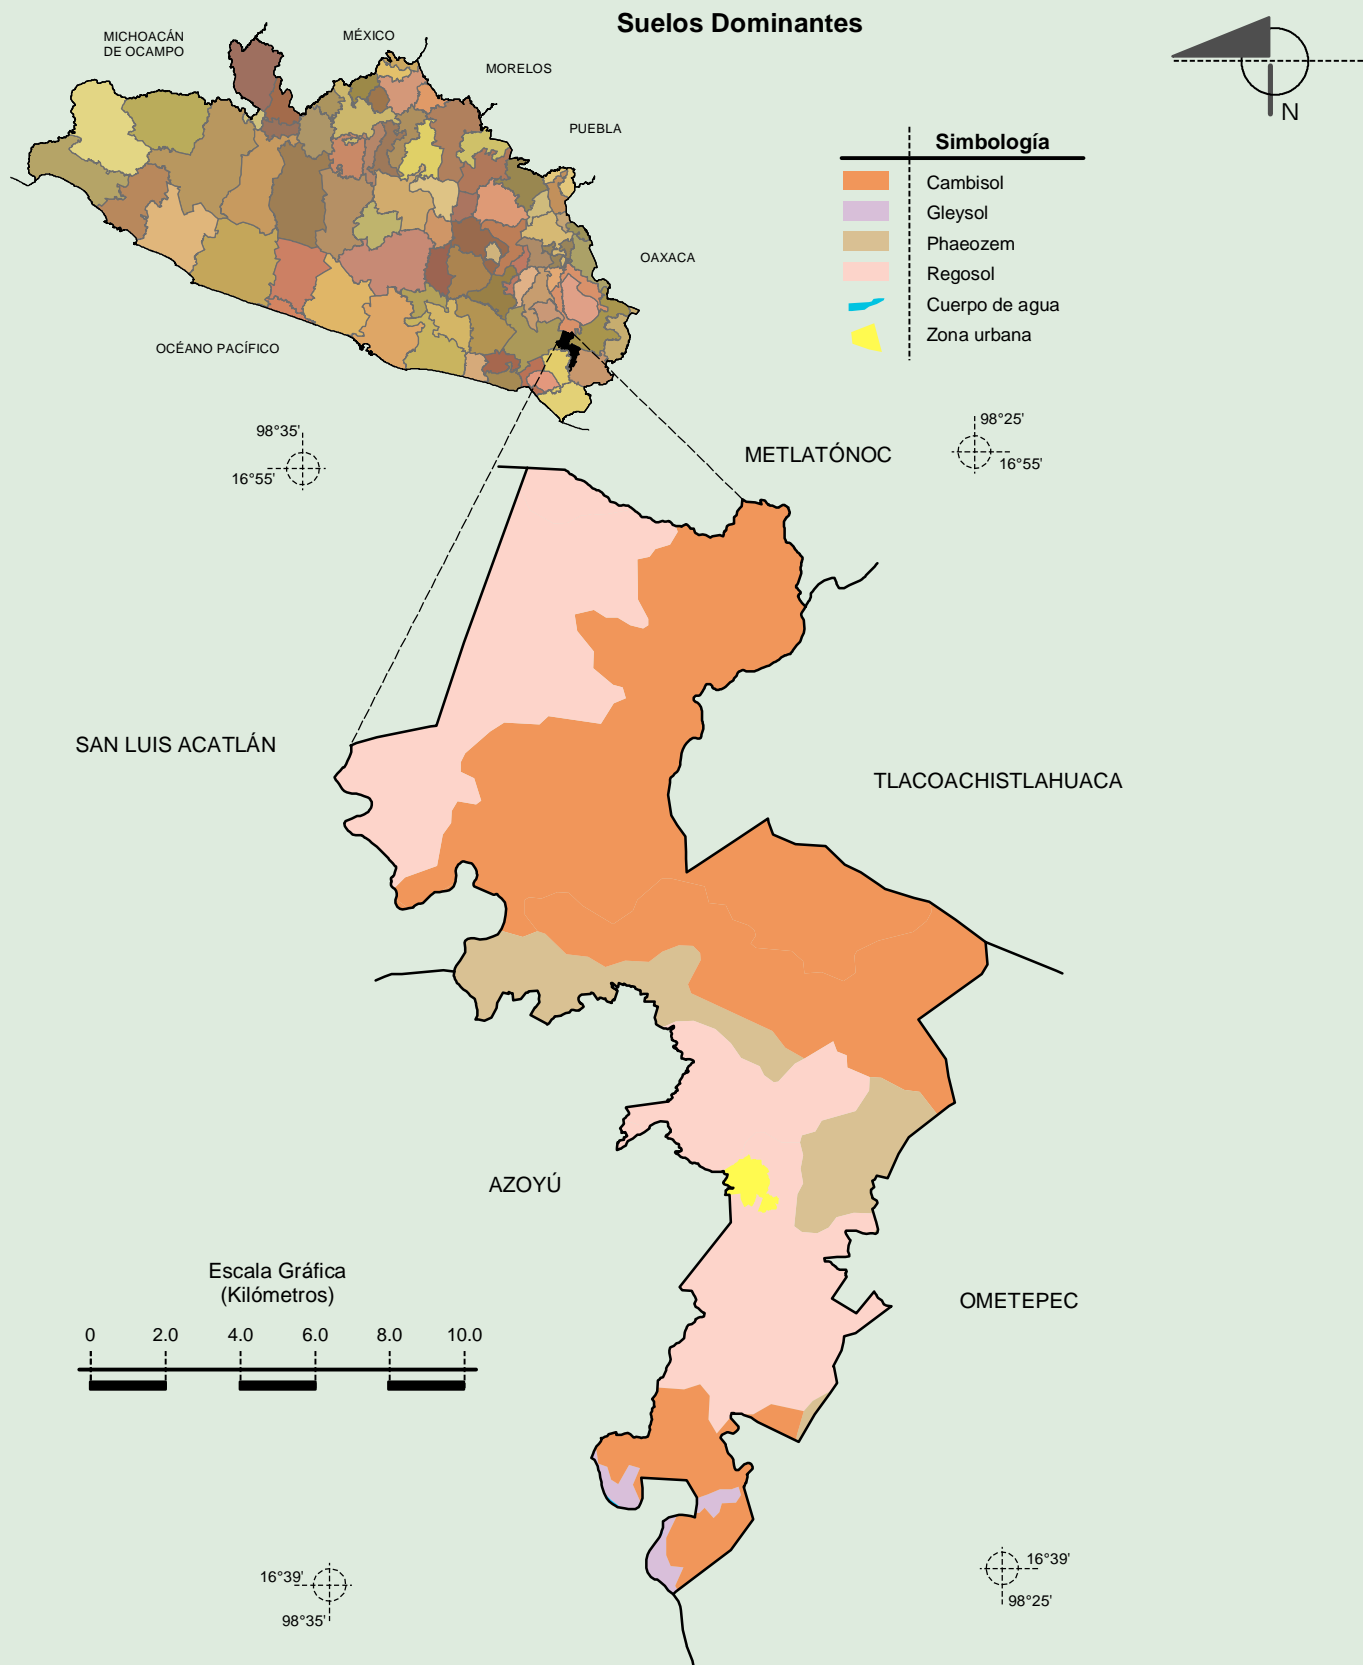 Suelos Dominantes
MICHOACÁN
DE OCAMPO
MÉXICO
MORELOS
PUEBLA
OAXACA
OCÉANO PACÍFICO
N
Simbología
Cambisol
Gleysol
Phaeozem
Regosol
Cuerpo de agua
Zona urbana
98°35'
16°55'
98°25'
16°55'
METLATÓNOC
SAN LUIS ACATLÁN
TLACOACHISTLAHUACA
AZOYÚ
OMETEPEC
Escala Gráfica
(Kilómetros)
0 2.0 4.0 6.0 8.0 10.0
16°39'
98°35'
16°39'
98°25'